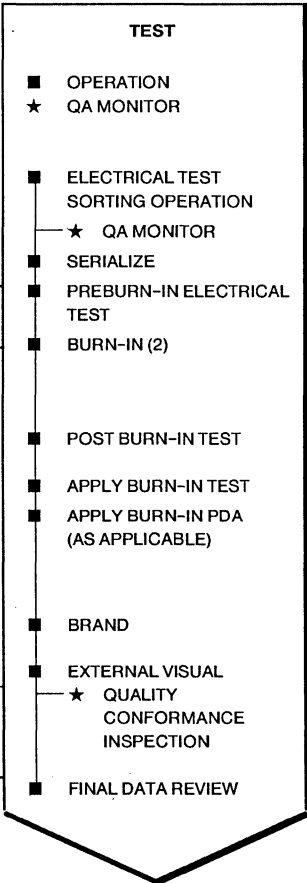 TEST
OPERATION
QA MONITOR
ELECTRICAL TEST
SORTING OPERATION
QA MONITOR
SERIALIZE
PREBURN-IN ELECTRICAL
TEST
BURN-IN (2)
POST BURN-IN TEST
APPLY BURN-IN TEST
APPLY BURN-IN PDA
(AS APPLICABLE)
BRAND
EXTERNAL VISUAL
QUALITY
CONFORMANCE
INSPECTION
FINAL DATA REVIEW